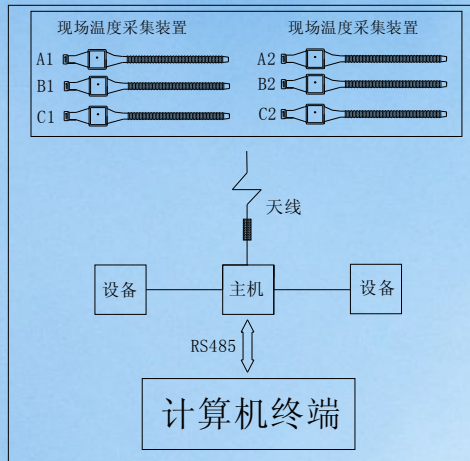 现场温度采集装置 现场温度采集装置
A1 A2
B1 B2
C1 C2
天线
设备 主机 设备
RS485
计算机终端